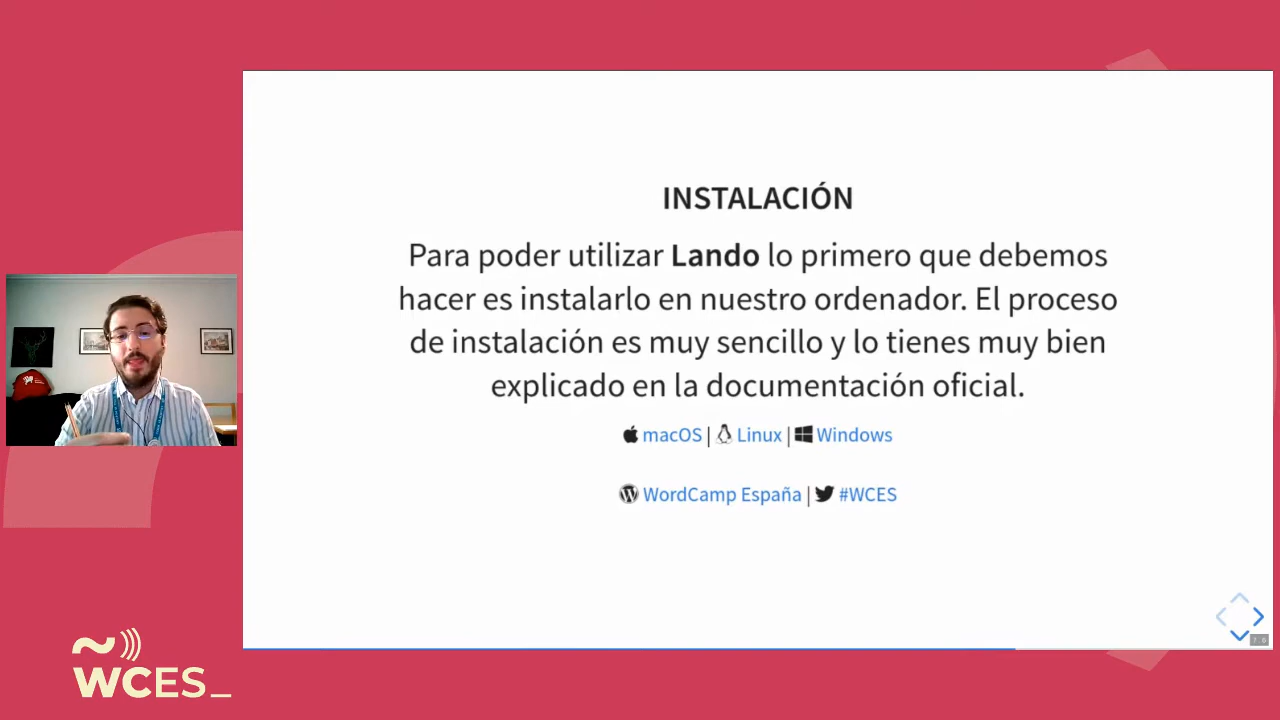 INSTALACIÓN
Para poder utilizar Lando lo primero que debemos
hacer es instalarlo en nuestro ordenador. El proceso
de instalación es muy sencillo y lo tienes muy bien
explicado en la documentación oficial.
macOS | Linux | Windows
WordCamp España | #WCES
WCES_